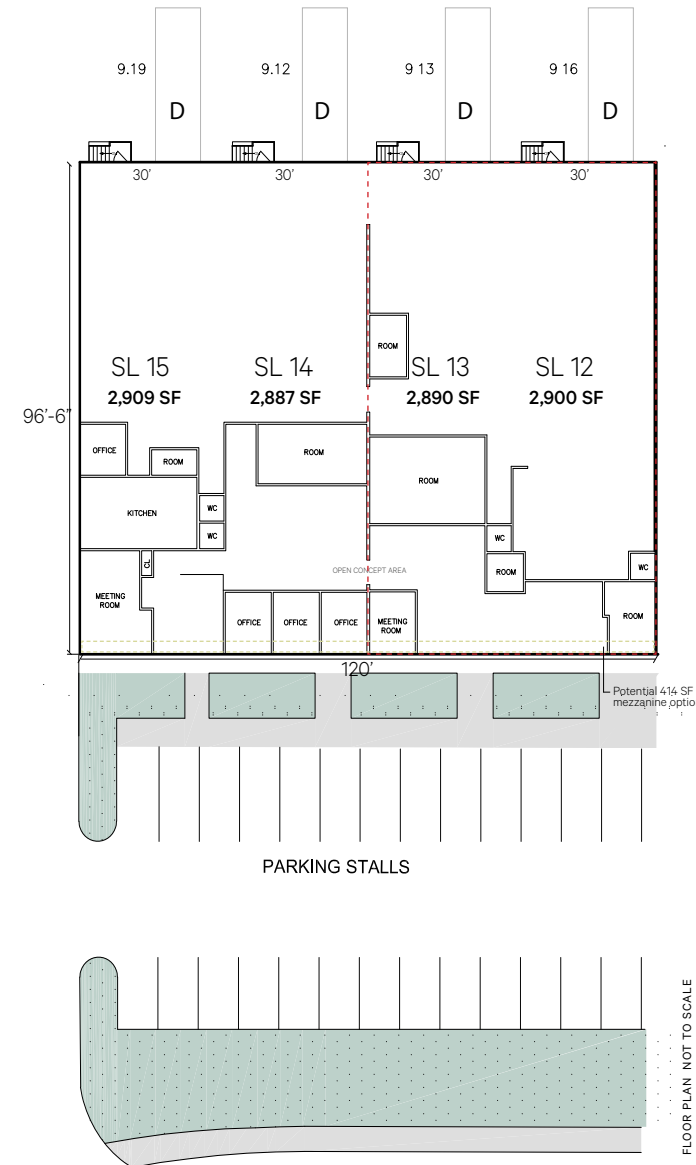 9.19
9.12
9 13
9 16
D
D
D
D
30'
30'
30'
30'
ROOM
SL 15
SL 14
SL 13
SL 12
2,909 SF
2,887 SF
2,890 SF
2,900 SF
96'-6"
OFFICE
ROOM
ROOM
ROOM
KITCHEN
WC
WC
WC
CL
OPEN CONCEPT AREA
ROOM
WC
MEETING
ROOM
OFFICE
OFFICE
OFFICE
MEETING
ROOM
ROOM
120'
Potential 414 SF
mezzanine optio
PARKING STALLS
FLOOR PLAN NOT TO SCALE